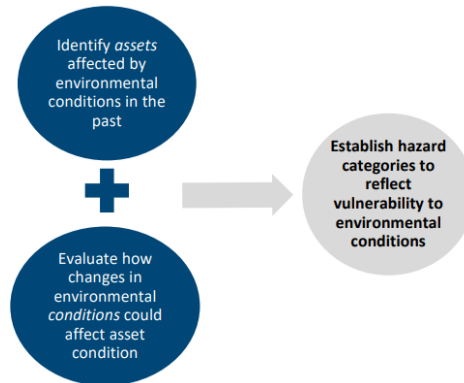 Identify assets
affected by
environmental
conditions in the
past
Evaluate how
changes in
environmental
conditions could
affect asset
condition
Establish hazard
categories to
reflect
vulnerability to
environmental
conditions